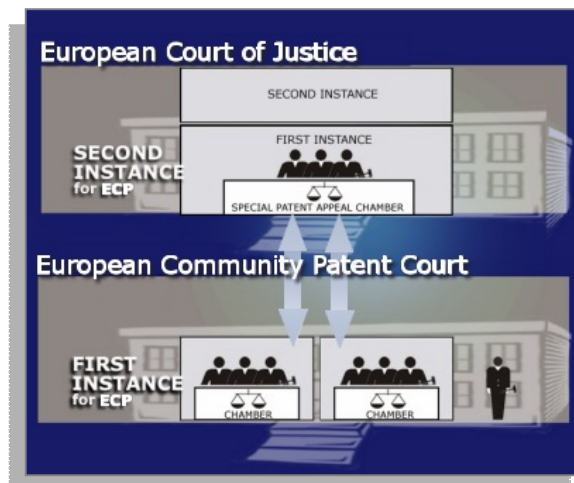 European Court of Justice
SECOND INSTANCE
FIRST INSTANCE
SECOND
INSTANCE
for ECP
SPECIAL PATENT APPEAL CHAMBER
European Community Patent Court
FIRST
INSTANCE
for ECP
CHAMBER
CHAMBER